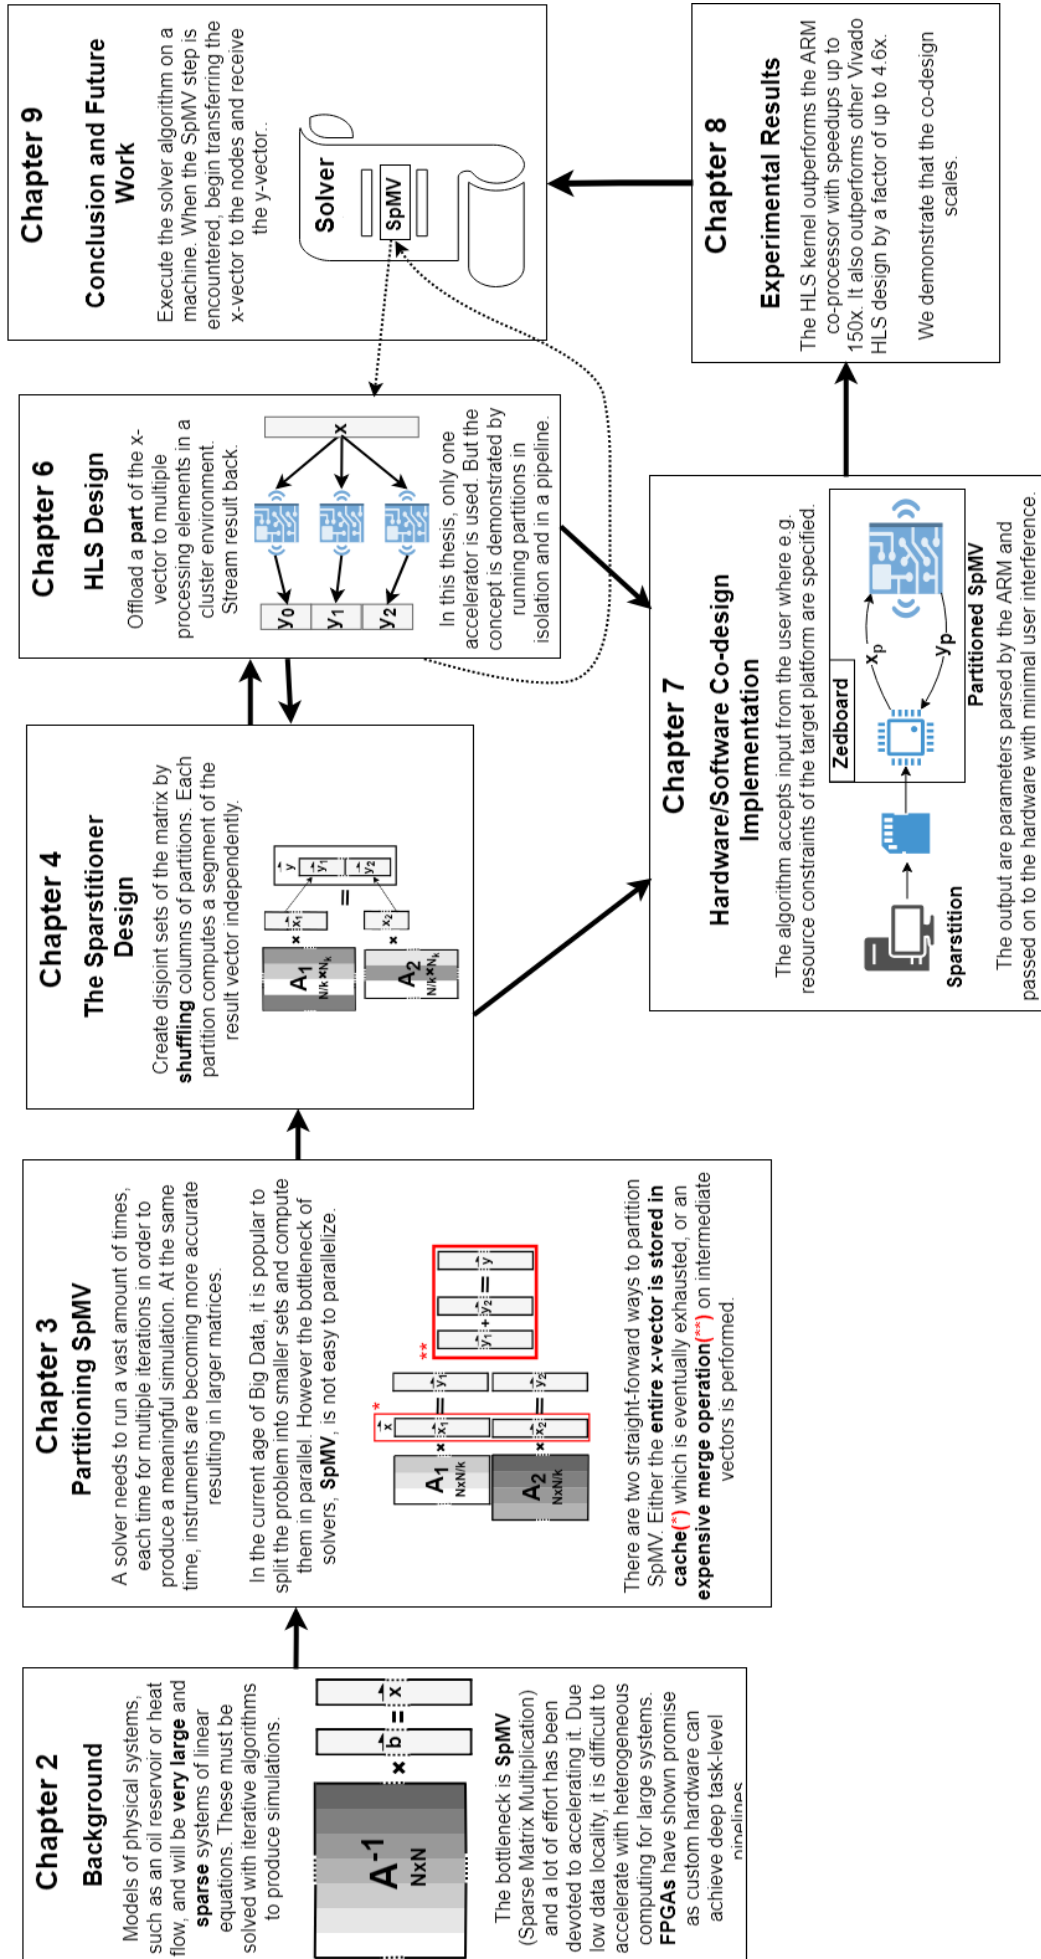 Chapter 2
Background
Models of physical systems,
such as an oil reservoir or heat
flow, and will be very large and
sparse systems of linear
equations. These must be
solved with iterative algorithms
to produce simulations.
A-1
NxN
×
b
=
x
The bottleneck is SpMV
(Sparse Matrix Multiplication)
and a lot of effort has been
devoted to accelerating it. Due
low data locality, it is difficult to
accelerate with heterogeneous
computing for large systems.
FPGAs have shown promise
as custom hardware can
achieve deep task-level
pipelines
Chapter 3
Partitioning SpMV
A solver needs to run a vast amount of times,
each time for multiple iterations in order to
produce a meaningful simulation. At the same
time, instruments are becoming more accurate
resulting in larger matrices.
In the current age of Big Data, it is popular to
split the problem into smaller sets and compute
them in parallel. However the bottleneck of
solvers, SpMV, is not easy to parallelize.
x *
**
A1
NxN/k
× x1 = y1
A2
NxN/k
× x2 = y2
y1 + y2 = y
There are two straight-forward ways to partition
SpMV. Either the entire x-vector is stored in
cache(*) which is eventually exhausted, or an
expensive merge operation(**) on intermediate
vectors is performed.
Chapter 4
The Sparstitioner
Design
Create disjoint sets of the matrix by
shuffling columns of partitions. Each
partition computes a segment of the
result vector independently.
A1
N/k×Nk
× x1
A2
N/k×Nk
× x2
=
y
y1
y2
Chapter 6
HLS Design
Offload a part of the x-
vector to multiple
processing elements in a
cluster environment.
Stream result back.
y0
y1
y2
x
In this thesis, only one
accelerator is used. But the
concept is demonstrated by
running partitions in
isolation and in a pipeline.
Chapter 9
Conclusion and Future
Work
Execute the solver algorithm on a
machine. When the SpMV step is
encountered, begin transferring the
x-vector to the nodes and receive
the y-vector..
Solver
SpMV
Chapter 7
Hardware/Software Co-design
Implementation
The algorithm accepts input from the user where e.g.
resource constraints of the target platform are specified.
Zedboard
xp
yp
Sparstition
Partitioned SpMV
The output are parameters parsed by the ARM and
passed on to the hardware with minimal user interference.
Chapter 8
Experimental Results
The HLS kernel outperforms the ARM
co-processor with speedups up to
150x. It also outperforms other Vivado
HLS design by a factor of up to 4.6x.
We demonstrate that the co-design
scales.